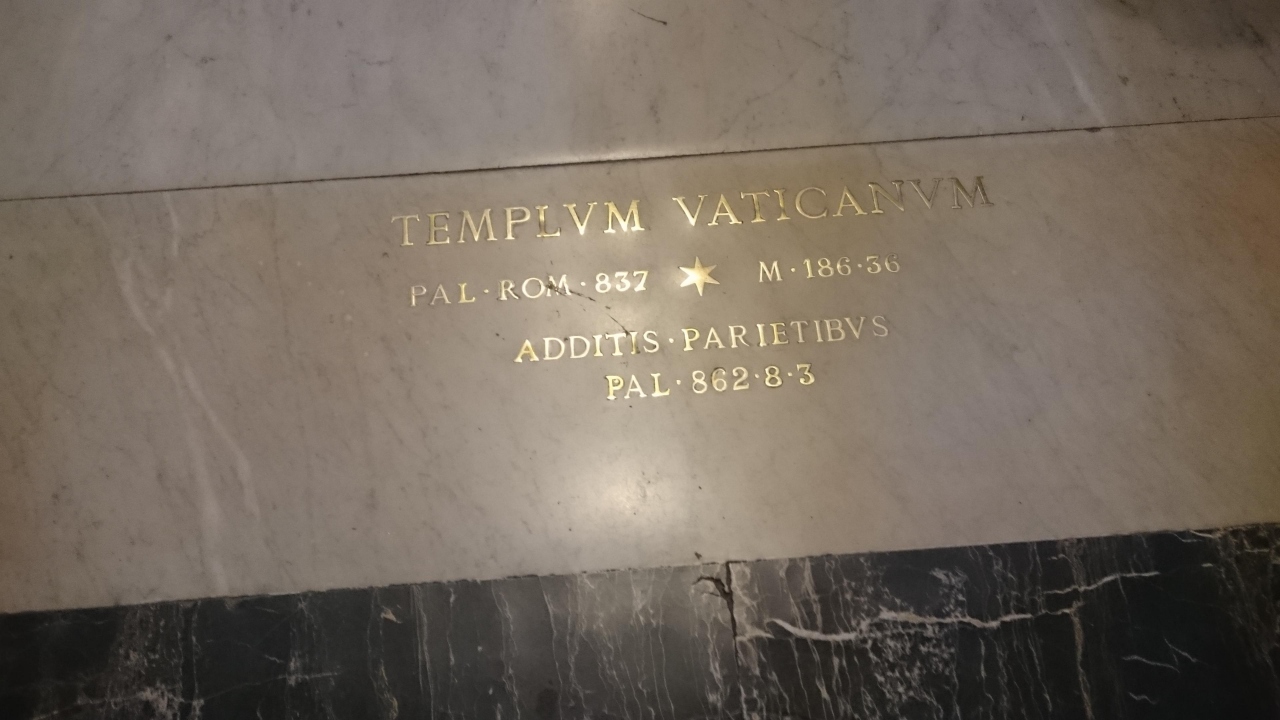 TEMPLVM VATICANVM
PAL·ROM·837 ★ M·186·36
ADDITIS·PARIETIBVS
PAL·862·8·3